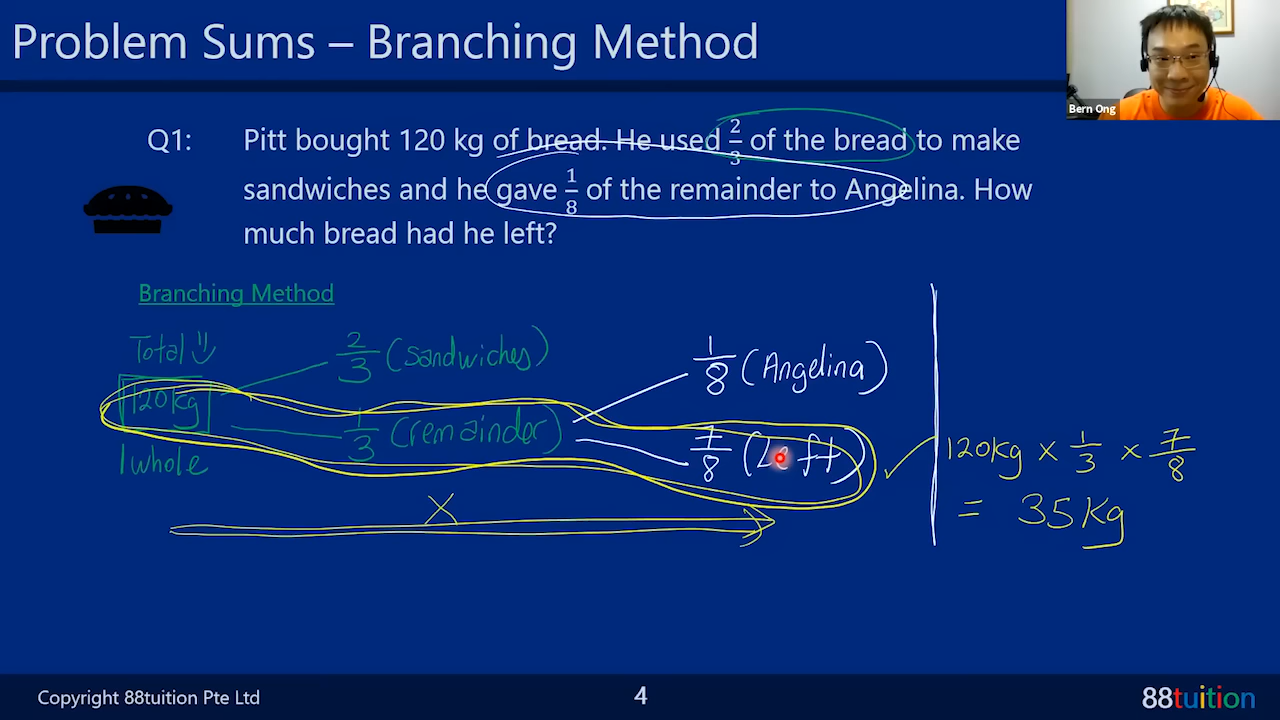 Problem Sums – Branching Method
Bern Ong
Q1: Pitt bought 120 kg of bread. He used 2/3 of the bread to make
sandwiches and he gave 1/8 of the remainder to Angelina. How
much bread had he left?
Branching Method
Total
120kg
1 whole
2/3 (sandwiches)
1/3 (remainder)
1/8 (Angelina)
7/8 (Left)
X
120kg x 1/3 x 7/8
= 35kg
Copyright 88tuition Pte Ltd
4
88tuition